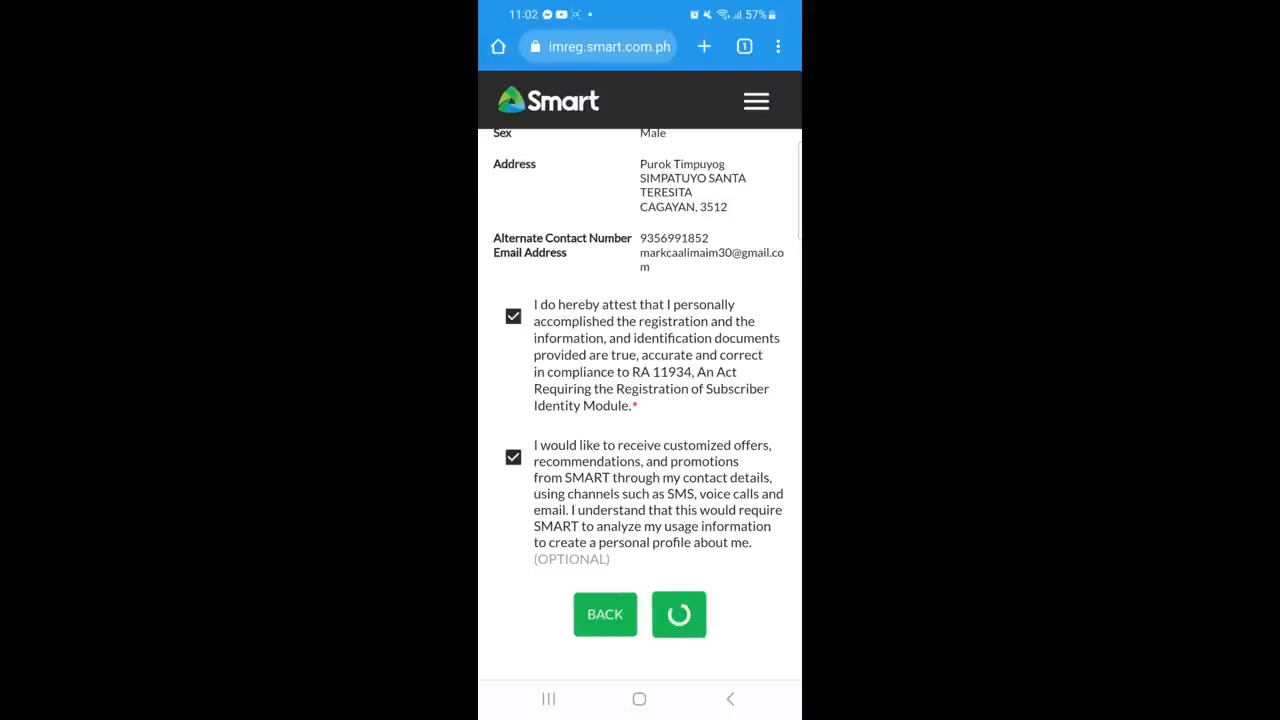 11:02 57%
imreg.smart.com.ph 1
Smart
Sex Male
Address Purok Timpuyog
SIMPATUYO SANTA
TERESITA
CAGAYAN, 3512
Alternate Contact Number 9356991852
Email Address markcaalimaim30@gmail.co
m
I do hereby attest that I personally
accomplished the registration and the
information, and identification documents
provided are true, accurate and correct
in compliance to RA 11934, An Act
Requiring the Registration of Subscriber
Identity Module.*
I would like to receive customized offers,
recommendations, and promotions
from SMART through my contact details,
using channels such as SMS, voice calls and
email. I understand that this would require
SMART to analyze my usage information
to create a personal profile about me.
(OPTIONAL)
BACK